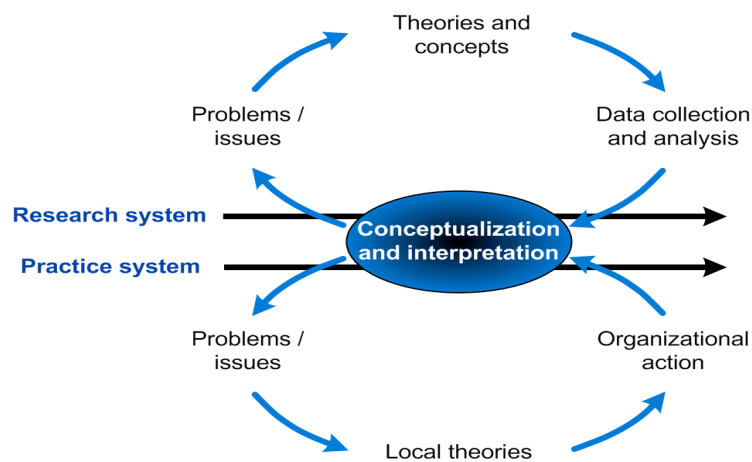 Theories and
concepts
Problems /
issues
Data collection
and analysis
Research system
Conceptualization
and interpretation
Practice system
Problems /
issues
Organizational
action
Local theories